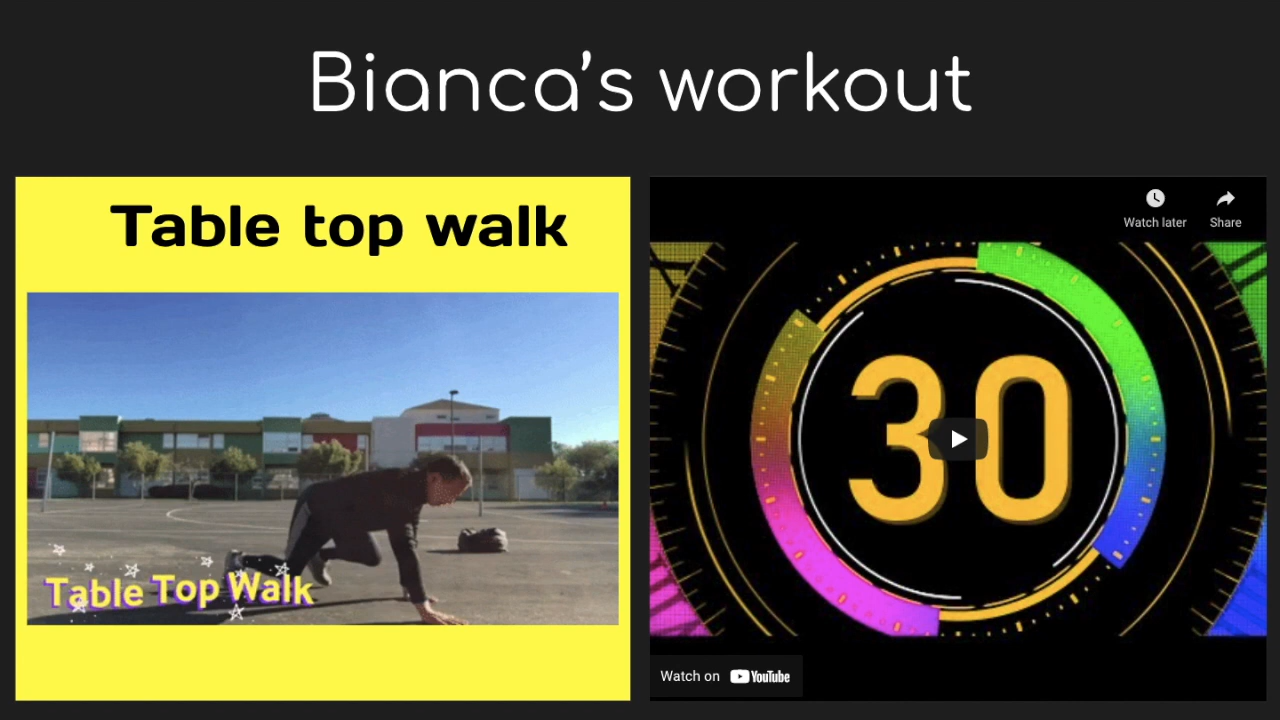 Bianca’s workout
Table top walk
Table Top Walk
Watch later
Share
30
Watch on YouTube